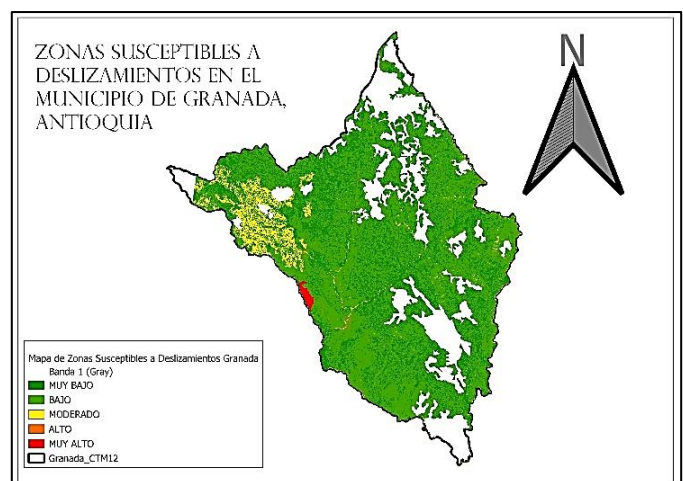 ZONAS SUSCEPTIBLES A
DESLIZAMIENTOS EN EL
MUNICIPIO DE GRANADA,
ANTIOQUIA
N
Mapa de Zonas Susceptibles a Deslizamientos Granada
Banda 1 (Gray)
MUY BAJO
BAJO
MODERADO
ALTO
MUY ALTO
Granada_CTM12